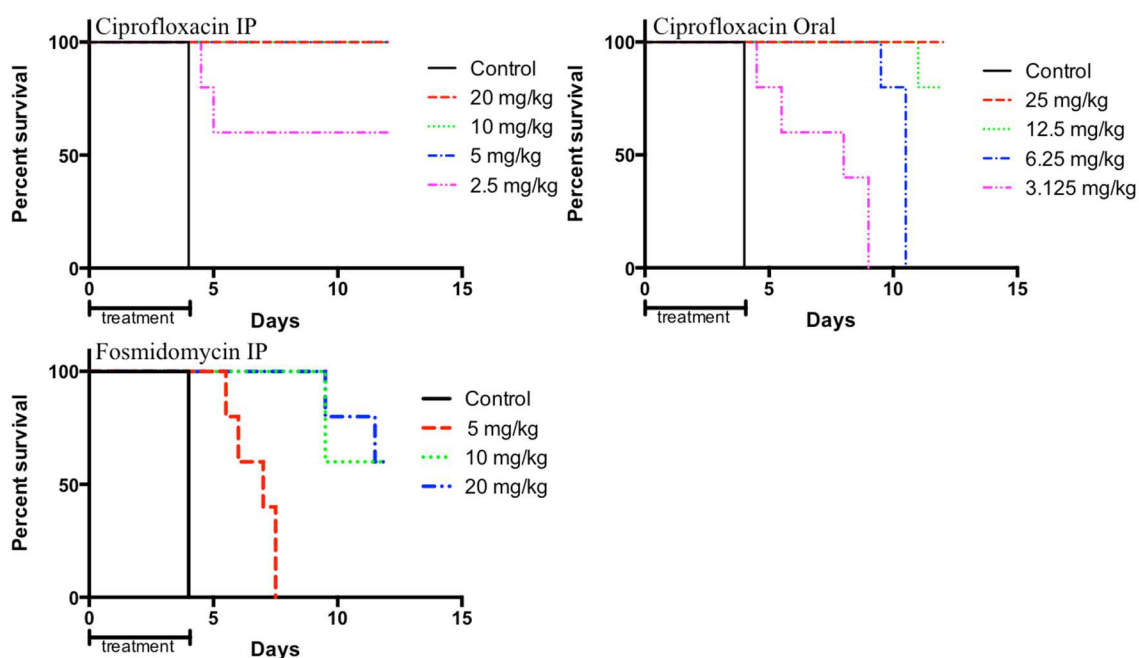 Ciprofloxacin IP
100
50
0
Percent survival
Control
20 mg/kg
10 mg/kg
5 mg/kg
2.5 mg/kg
0 5 10 15
treatment
Days
Ciprofloxacin Oral
100
50
0
Percent survival
Control
25 mg/kg
12.5 mg/kg
6.25 mg/kg
3.125 mg/kg
0 5 10 15
treatment
Days
Fosmidomycin IP
100
50
0
Percent survival
Control
5 mg/kg
10 mg/kg
20 mg/kg
0 5 10 15
treatment
Days